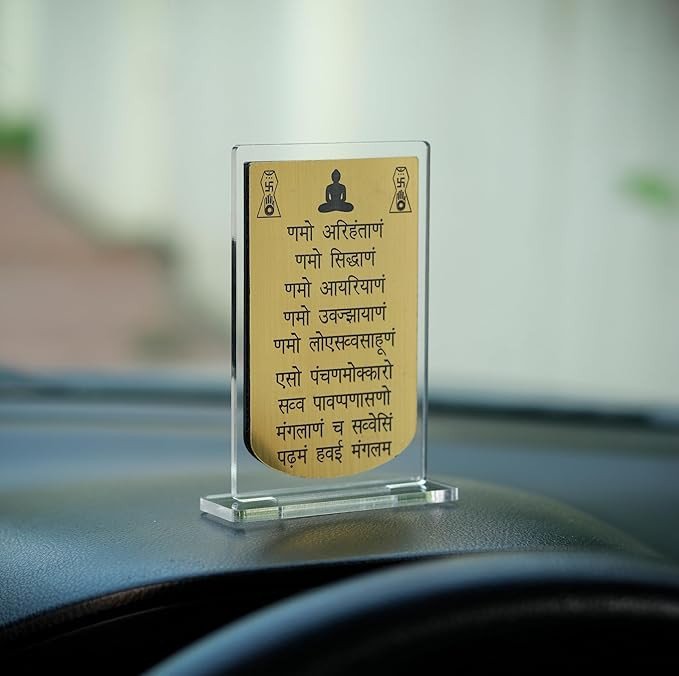 णमो अरिहंताणं
णमो सिद्धाणं
णमो आयरियाणं
णमो उवज्झायाणं
णमो लोएसव्वसाहूणं
एसो पंचणमोक्कारो
सव्व पावप्पणासणो
मंगलाणं च सव्वेसिं
पढ़मं हवई मंगलम